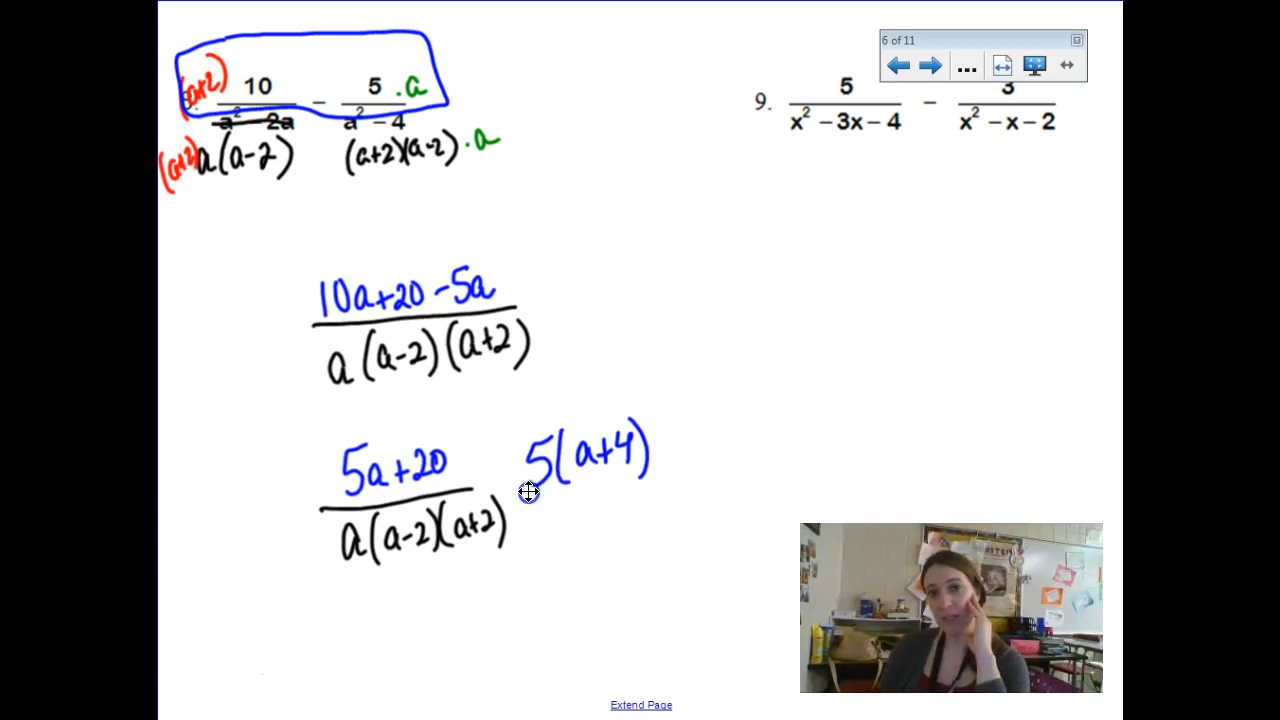 6 of 11
(a+2) 10 5 · a
a² - 2a - a² - 4
(a+2) a(a-2) (a+2)(a-2) · a
10a+20-5a
a(a-2)(a+2)
5a+20 5(a+4)
a(a-2)(a+2)
9. 5 3
x² - 3x - 4 - x² - x - 2
Extend Page